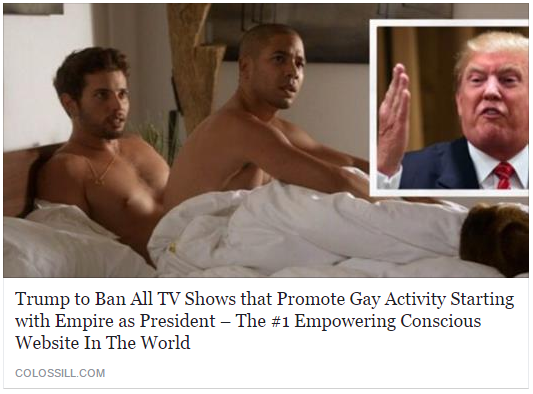 Trump to Ban All TV Shows that Promote Gay Activity Starting
with Empire as President – The #1 Empowering Conscious
Website In The World
COLOSSILL.COM